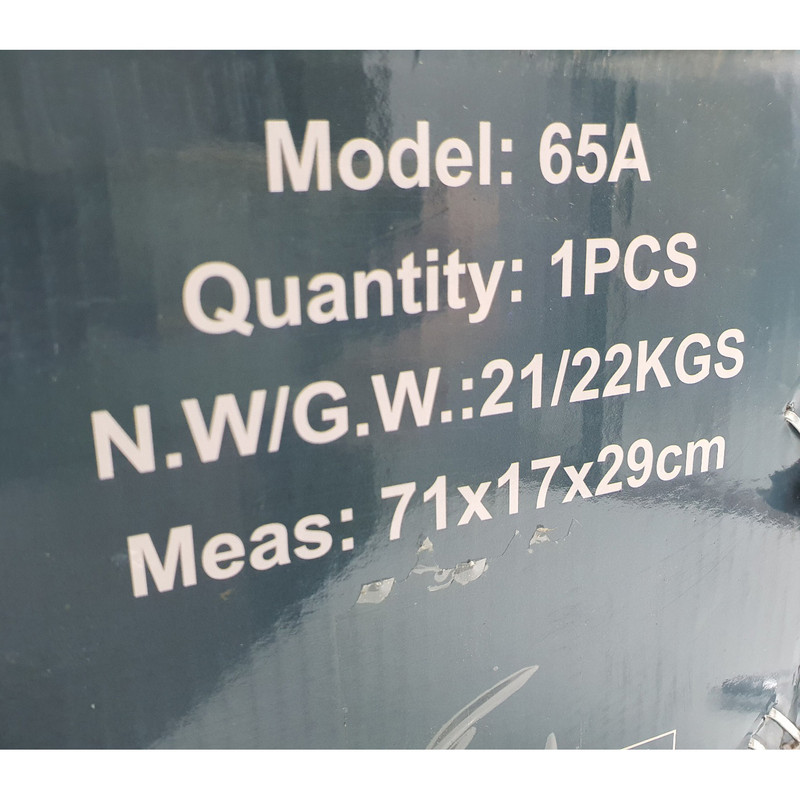 Model: 65A
Quantity: 1PCS
N.W/G.W.:21/22KGS
Meas: 71x17x29cm